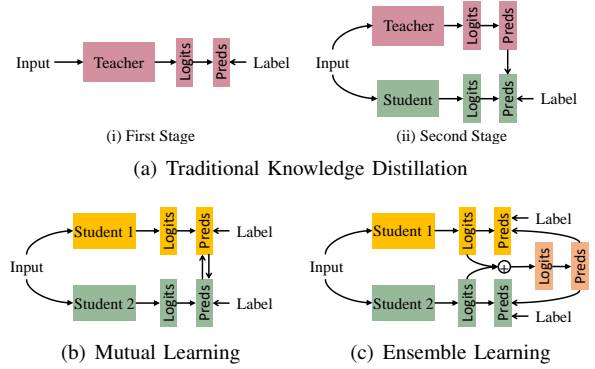 Input
Teacher
Logits
Preds
Label
(i) First Stage
Teacher
Logits
Preds
Input
Student
Logits
Preds
Label
(ii) Second Stage
(a) Traditional Knowledge Distillation
Student 1
Logits
Preds
Label
Input
Student 2
Logits
Preds
Label
(b) Mutual Learning
Student 1
Logits
Preds
Label
Input
+
Logits
Preds
Student 2
Logits
Preds
Label
(c) Ensemble Learning